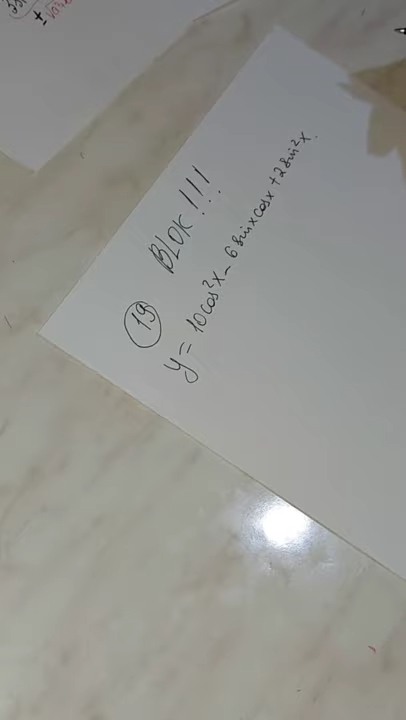 19 BLOK!!!
y = 10cos²x - 6sinxcosx + 2sin²x.